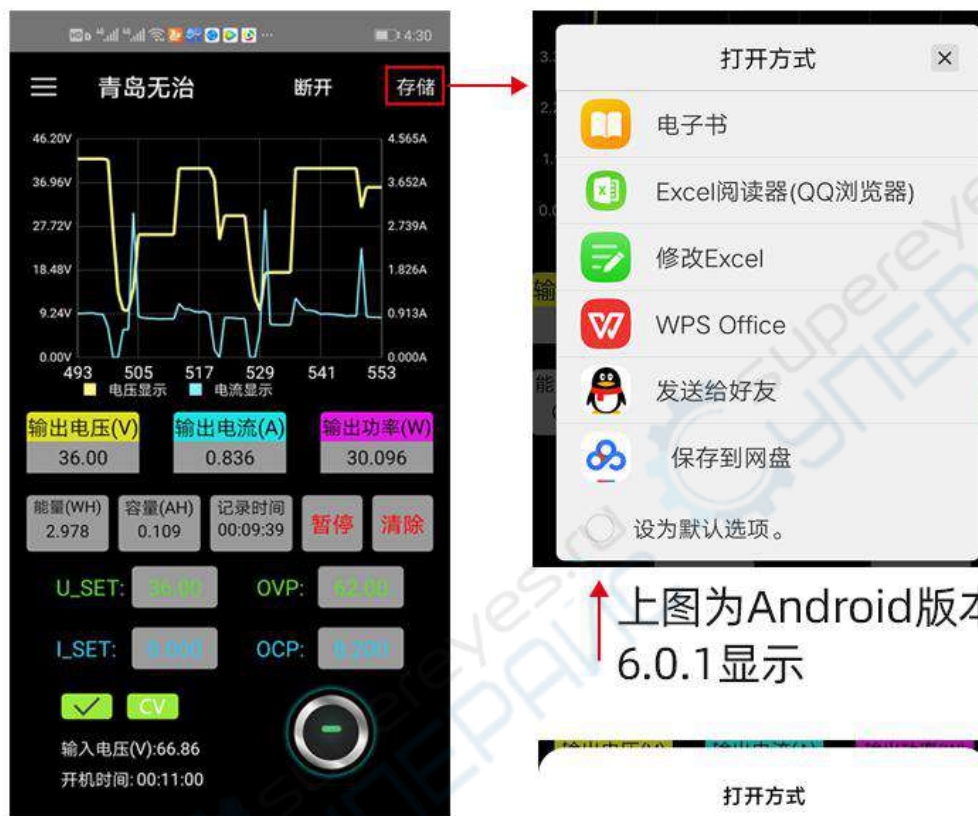 4:30
青岛无治
断开
存储
46.20V
4.565A
36.96V
3.652A
27.72V
2.739A
18.48V
1.826A
9.24V
0.913A
0.00V
0.000A
493 505 517 529 541 553
电压显示 电流显示
输出电压(V) 输出电流(A) 输出功率(W)
36.00 0.836 30.096
能量(WH) 容量(AH) 记录时间
2.978 0.109 00:09:39
暂停 清除
U_SET: 36.00 OVP: 62.00
I_SET: OCP: 8.200
CV
输入电压(V):66.86
开机时间:00:11:00
打开方式
电子书
Excel阅读器(QQ浏览器)
修改Excel
WPS Office
发送给好友
保存到网盘
设为默认选项。
上图为Android版本
6.0.1显示
打开方式
supereyes.ru